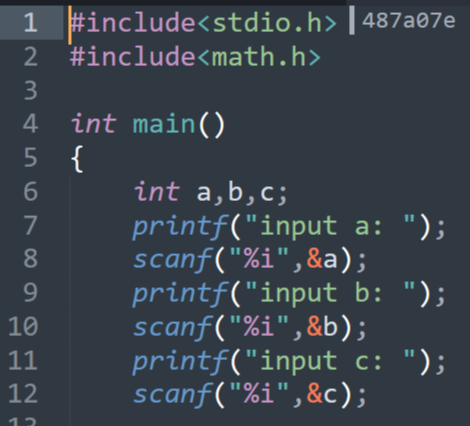 1 #include<stdio.h> 487a07e
2 #include<math.h>
3
4 int main()
5 {
6 int a,b,c;
7 printf("input a: ");
8 scanf("%i",&a);
9 printf("input b: ");
10 scanf("%i",&b);
11 printf("input c: ");
12 scanf("%i",&c);
13